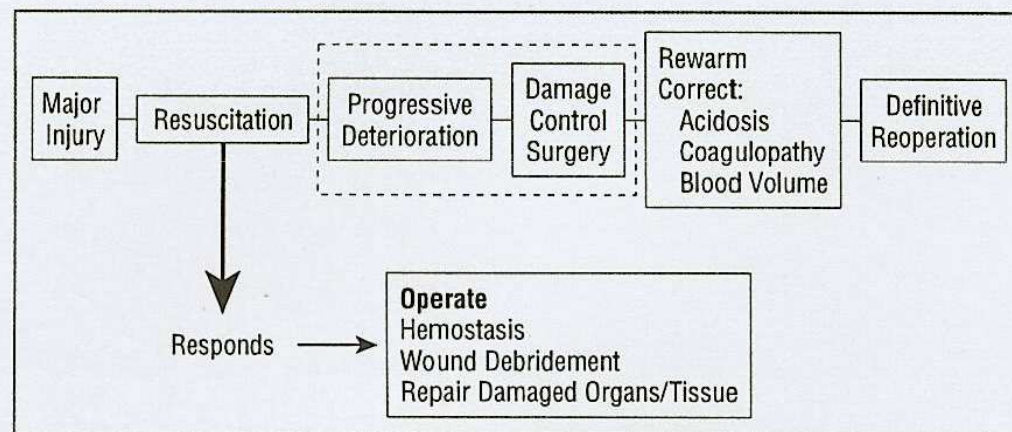 Major
Injury
Resuscitation
Progressive
Deterioration
Damage
Control
Surgery
Rewarm
Correct:
Acidosis
Coagulopathy
Blood Volume
Definitive
Reoperation
Responds
Operate
Hemostasis
Wound Debridement
Repair Damaged Organs/Tissue